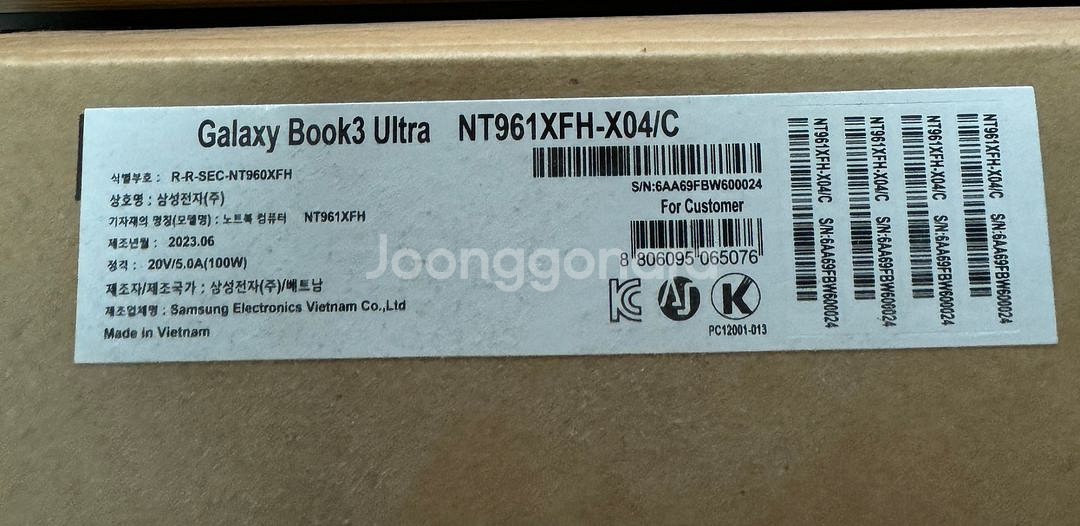 Galaxy Book3 Ultra NT961XFH-X04/C
식별부호 : R-R-SEC-NT960XFH
상호명 : 삼성전자(주)
기자재의 명칭(모델명) : 노트북 컴퓨터 NT961XFH
제조년월 : 2023.06
정격 : 20V/5.0A(100W)
제조자/제조국가 : 삼성전자(주)/베트남
제조업체명 : Samsung Electronics Vietnam Co.,Ltd
Made in Vietnam
S/N:6AA69FBW600024
For Customer
8 806095 065076
PC12001-013
NT961XFH-X04/C S/N:6AA69FBW600024
NT961XFH-X04/C S/N:6AA69FBW600024
NT961XFH-X04/C S/N:6AA69FBW600024
NT961XFH-X04/C S/N:6AA69FBW600024
Joonggonara